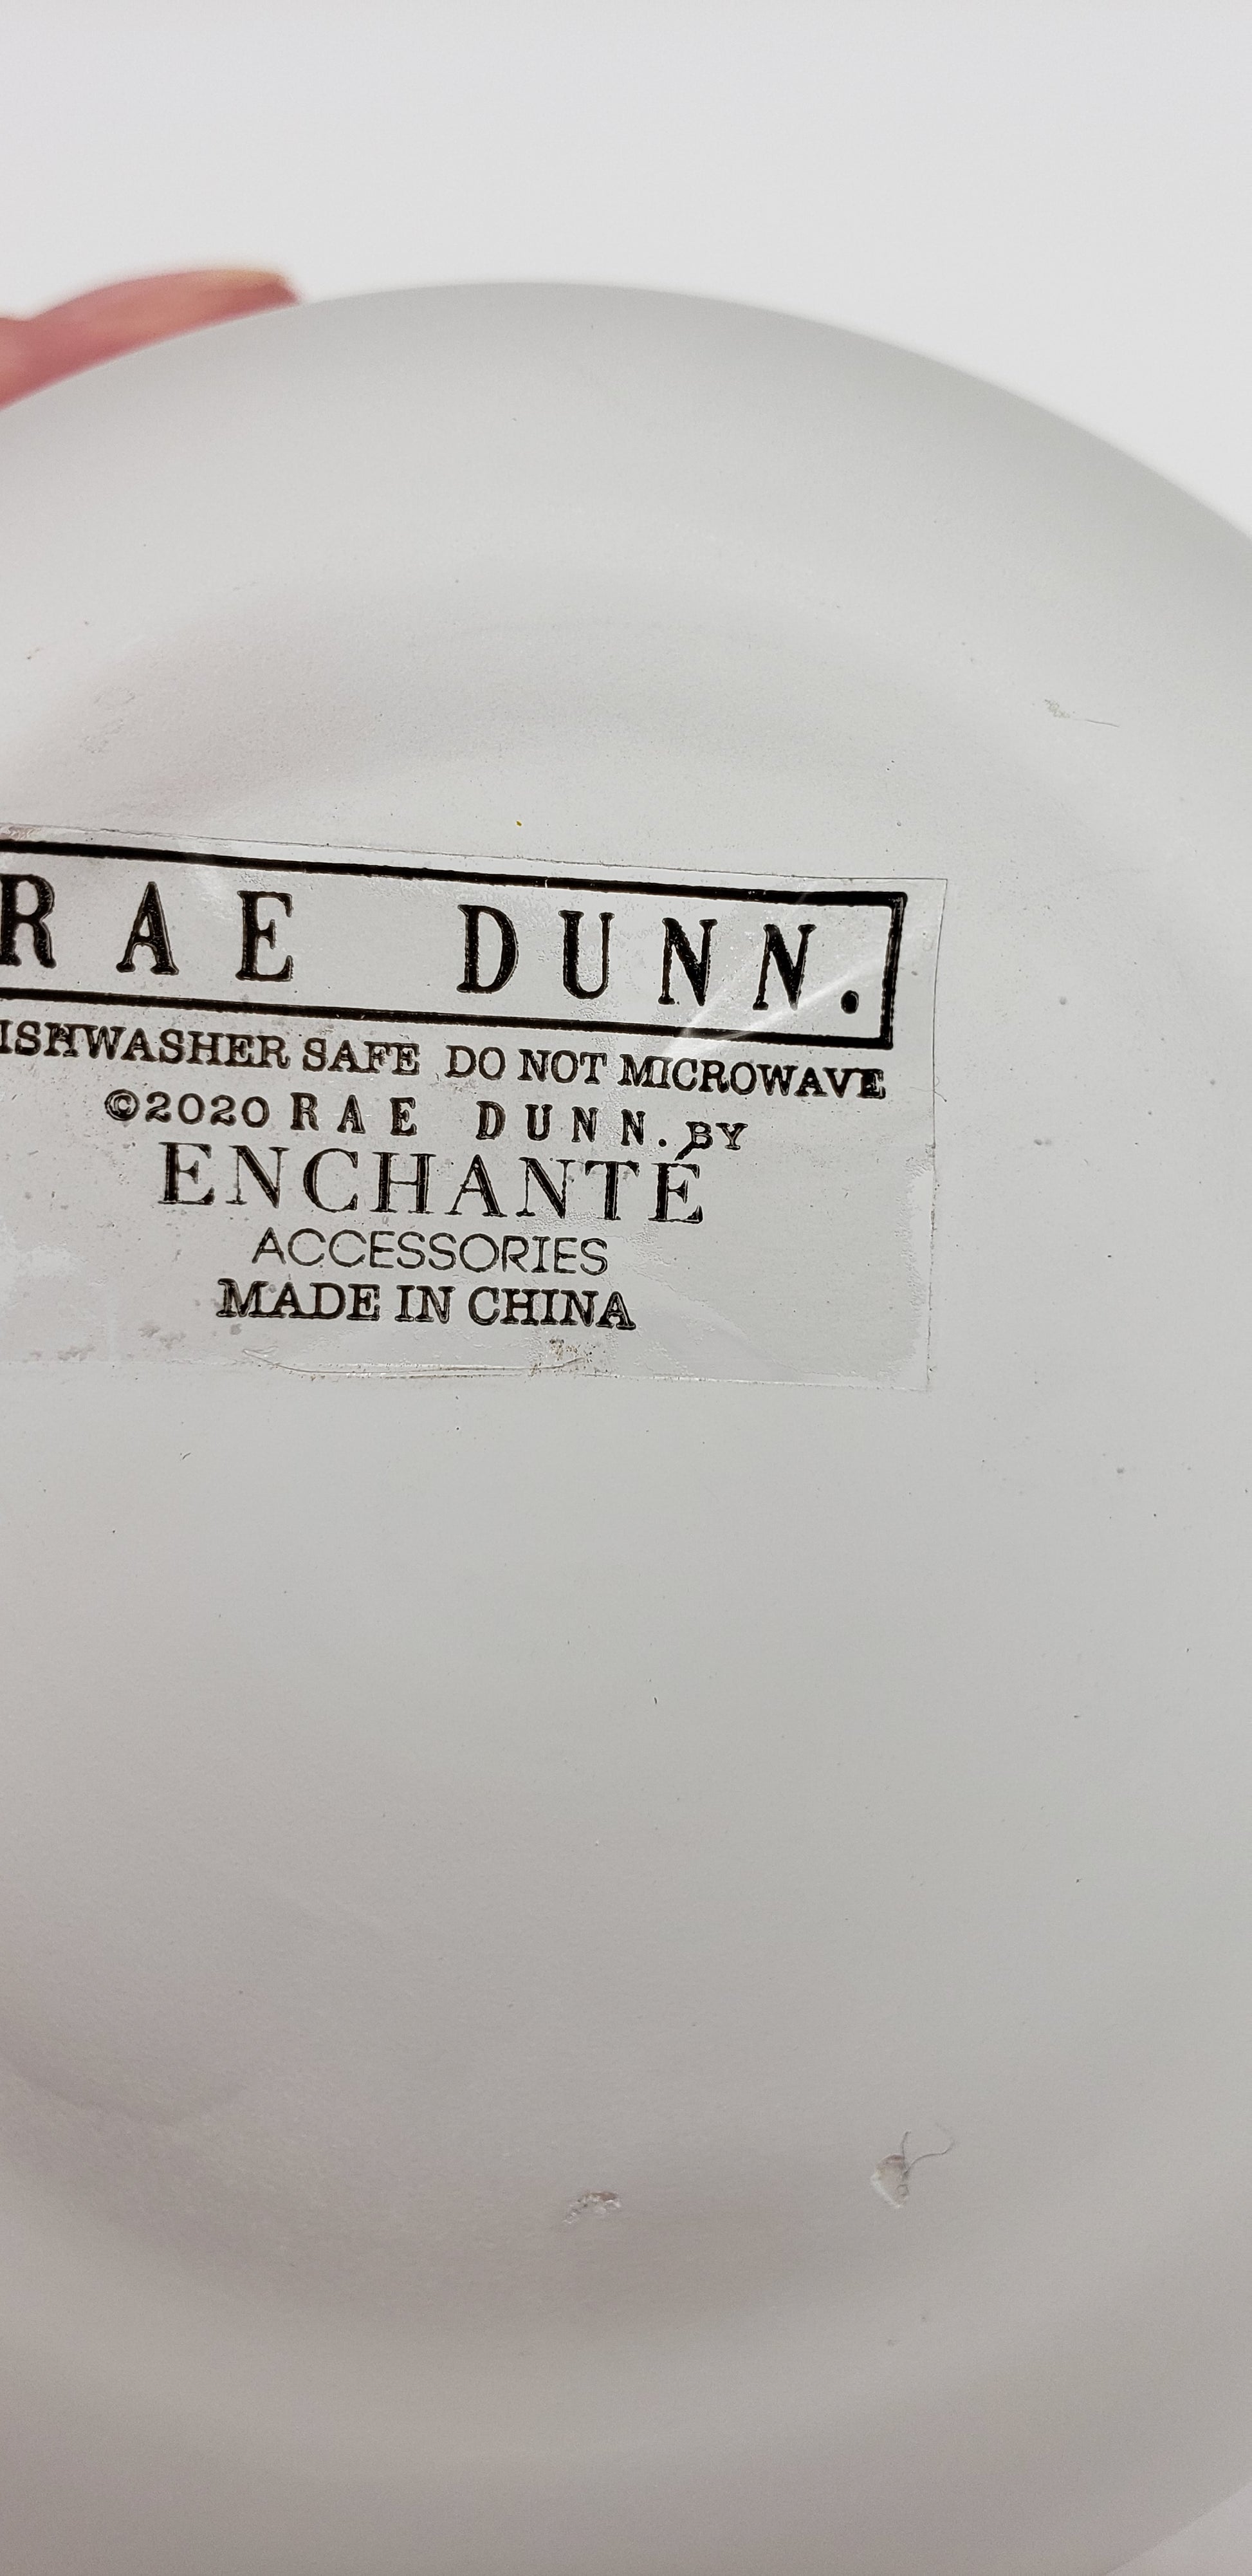 RAE DUNN.
ISHWASHER SAFE DO NOT MICROWAVE
©2020 RAE DUNN. BY
ENCHANTÉ
ACCESSORIES
MADE IN CHINA